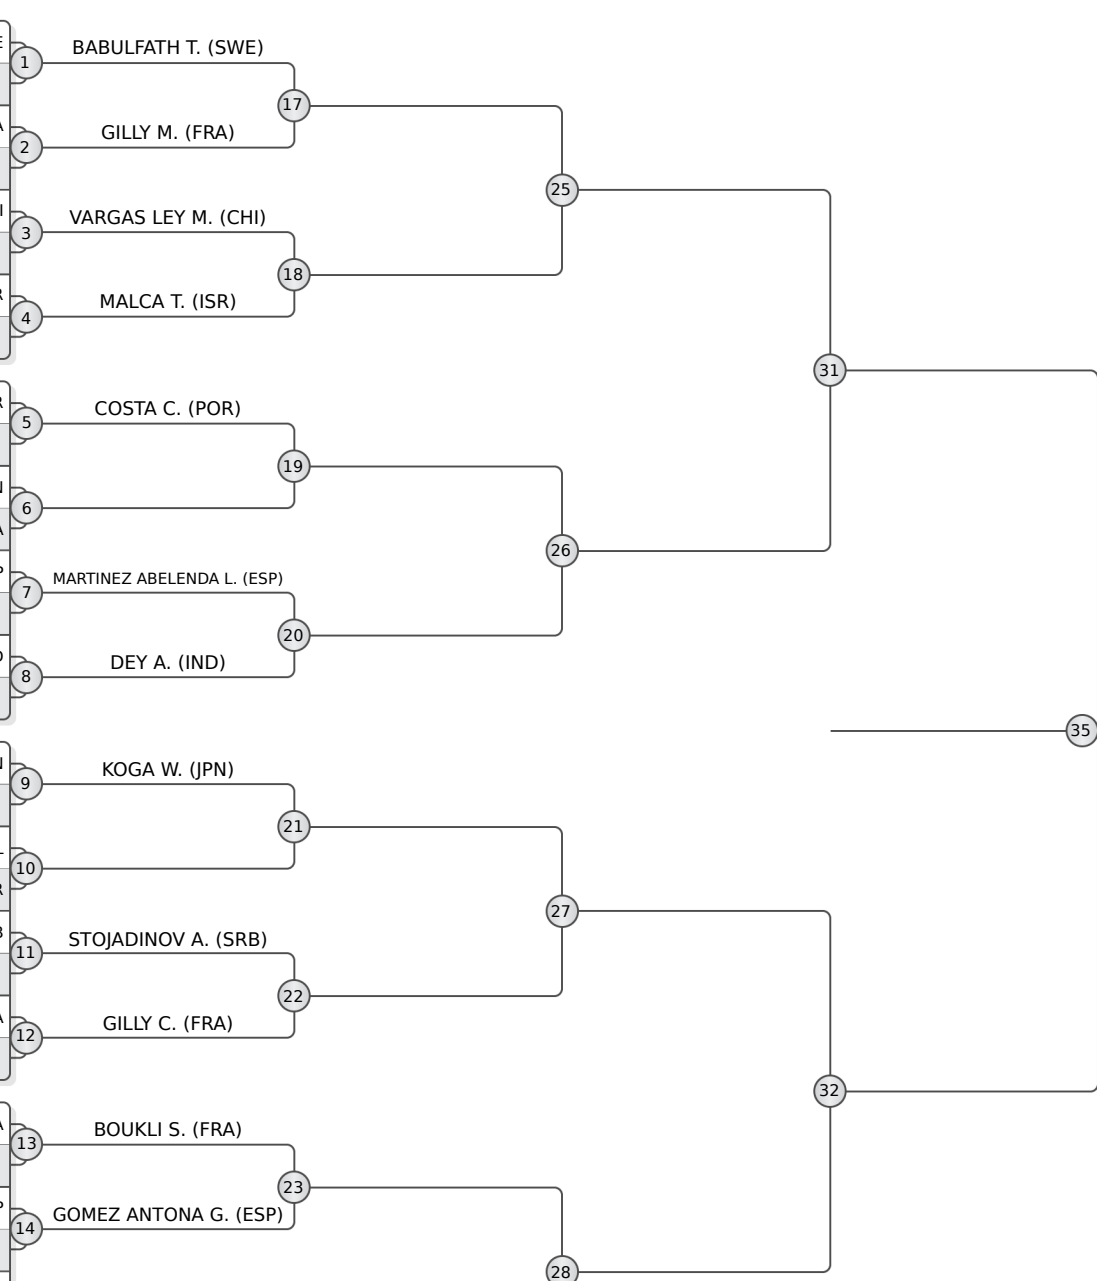 BABULFATH T. (SWE)
1
17
GILLY M. (FRA)
2
25
VARGAS LEY M. (CHI)
3
18
MALCA T. (ISR)
4
31
COSTA C. (POR)
5
19
6
26
MARTINEZ ABELENDA L. (ESP)
7
20
DEY A. (IND)
8
35
KOGA W. (JPN)
9
21
10
27
STOJADINOV A. (SRB)
11
22
GILLY C. (FRA)
12
32
BOUKLI S. (FRA)
13
23
GOMEZ ANTONA G. (ESP)
14
28